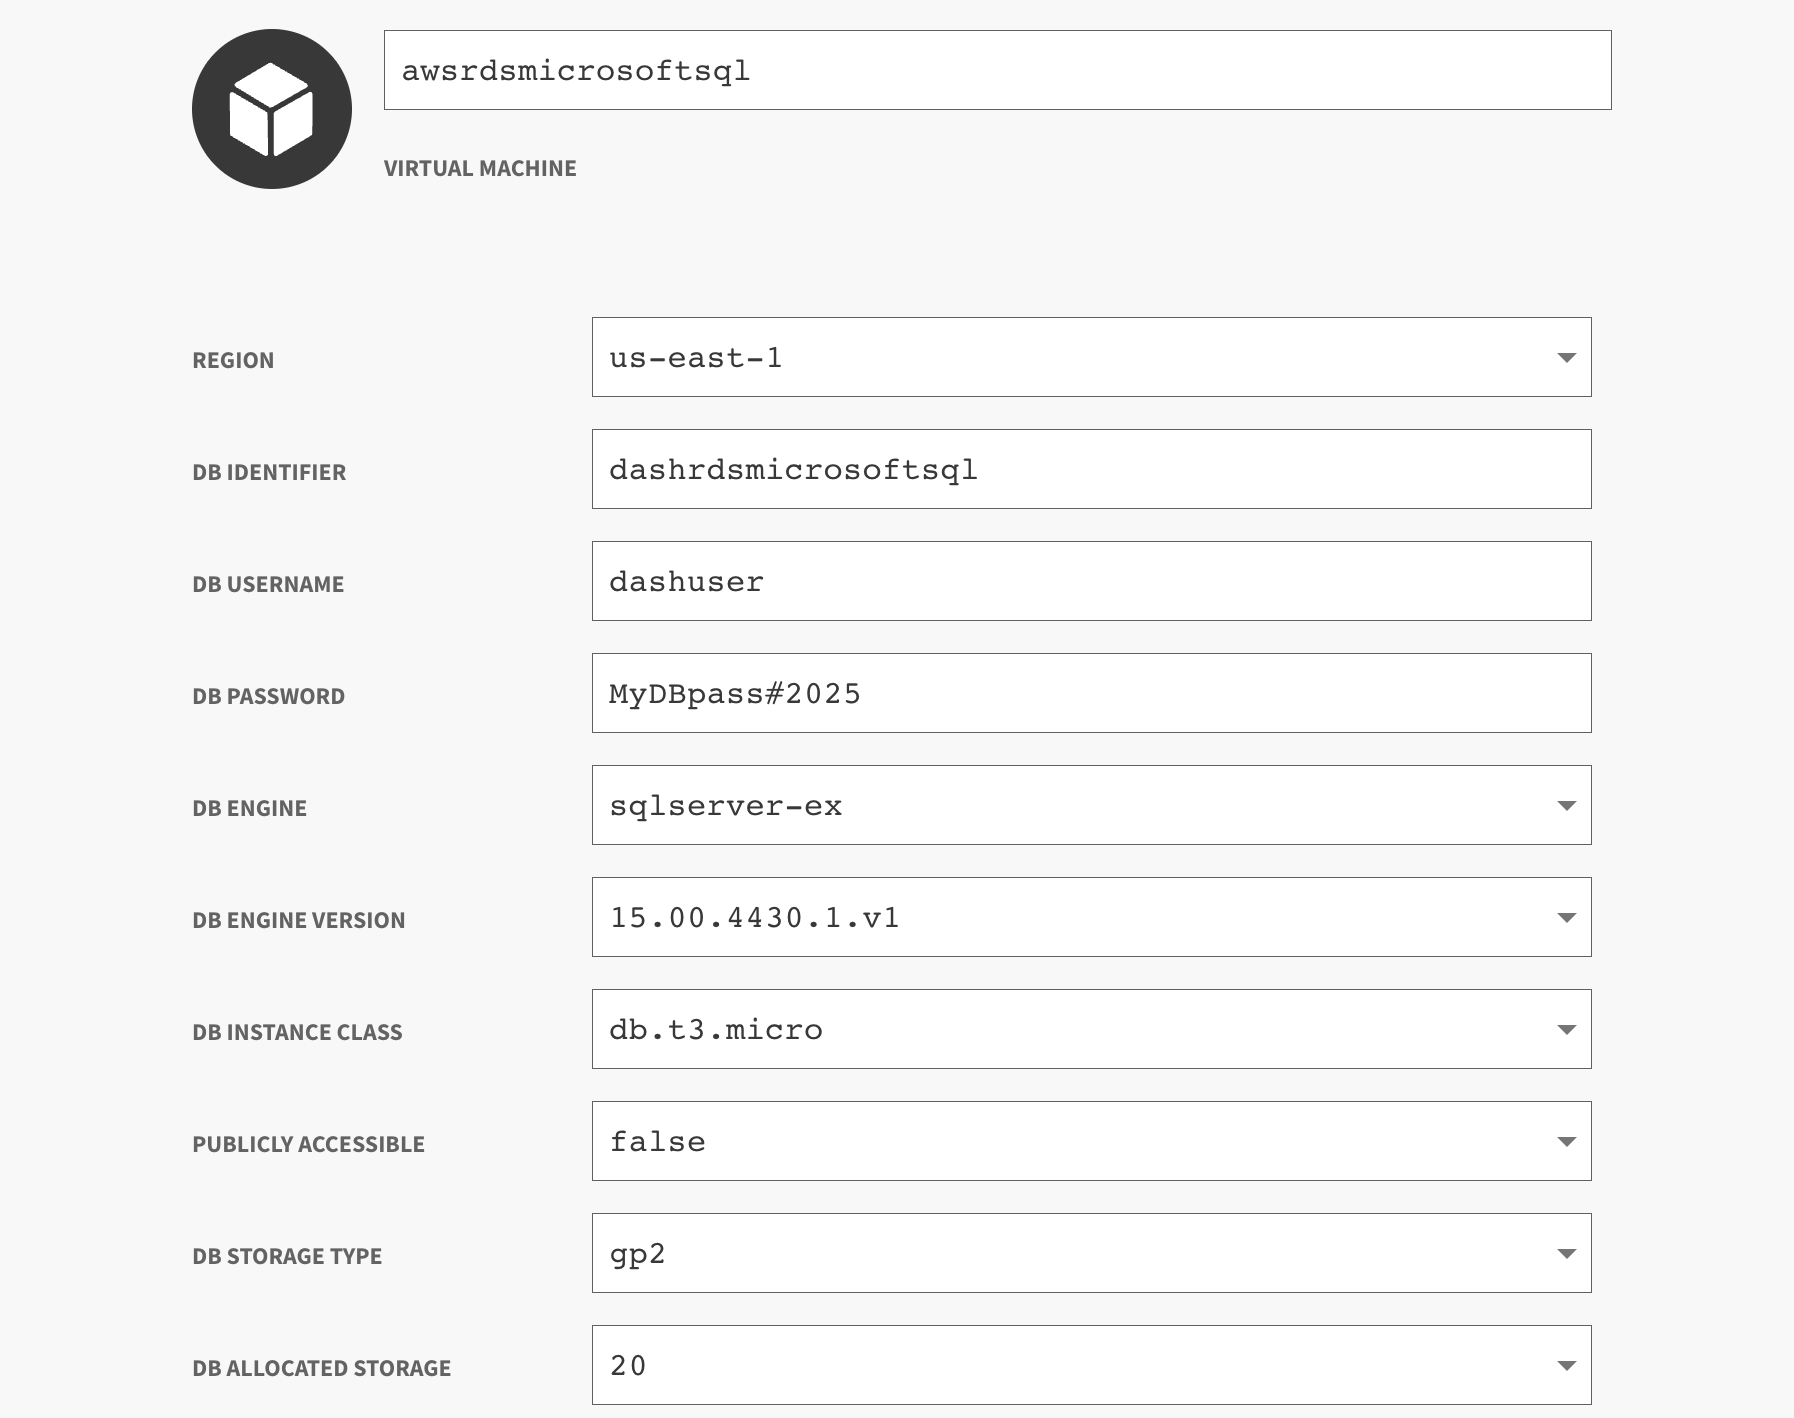 awsrdsmicrosoftsql
VIRTUAL MACHINE
REGION us-east-1
DB IDENTIFIER dashrdsmicrosoftsql
DB USERNAME dashuser
DB PASSWORD MyDBpass#2025
DB ENGINE sqlserver-ex
DB ENGINE VERSION 15.00.4430.1.v1
DB INSTANCE CLASS db.t3.micro
PUBLICLY ACCESSIBLE false
DB STORAGE TYPE gp2
DB ALLOCATED STORAGE 20